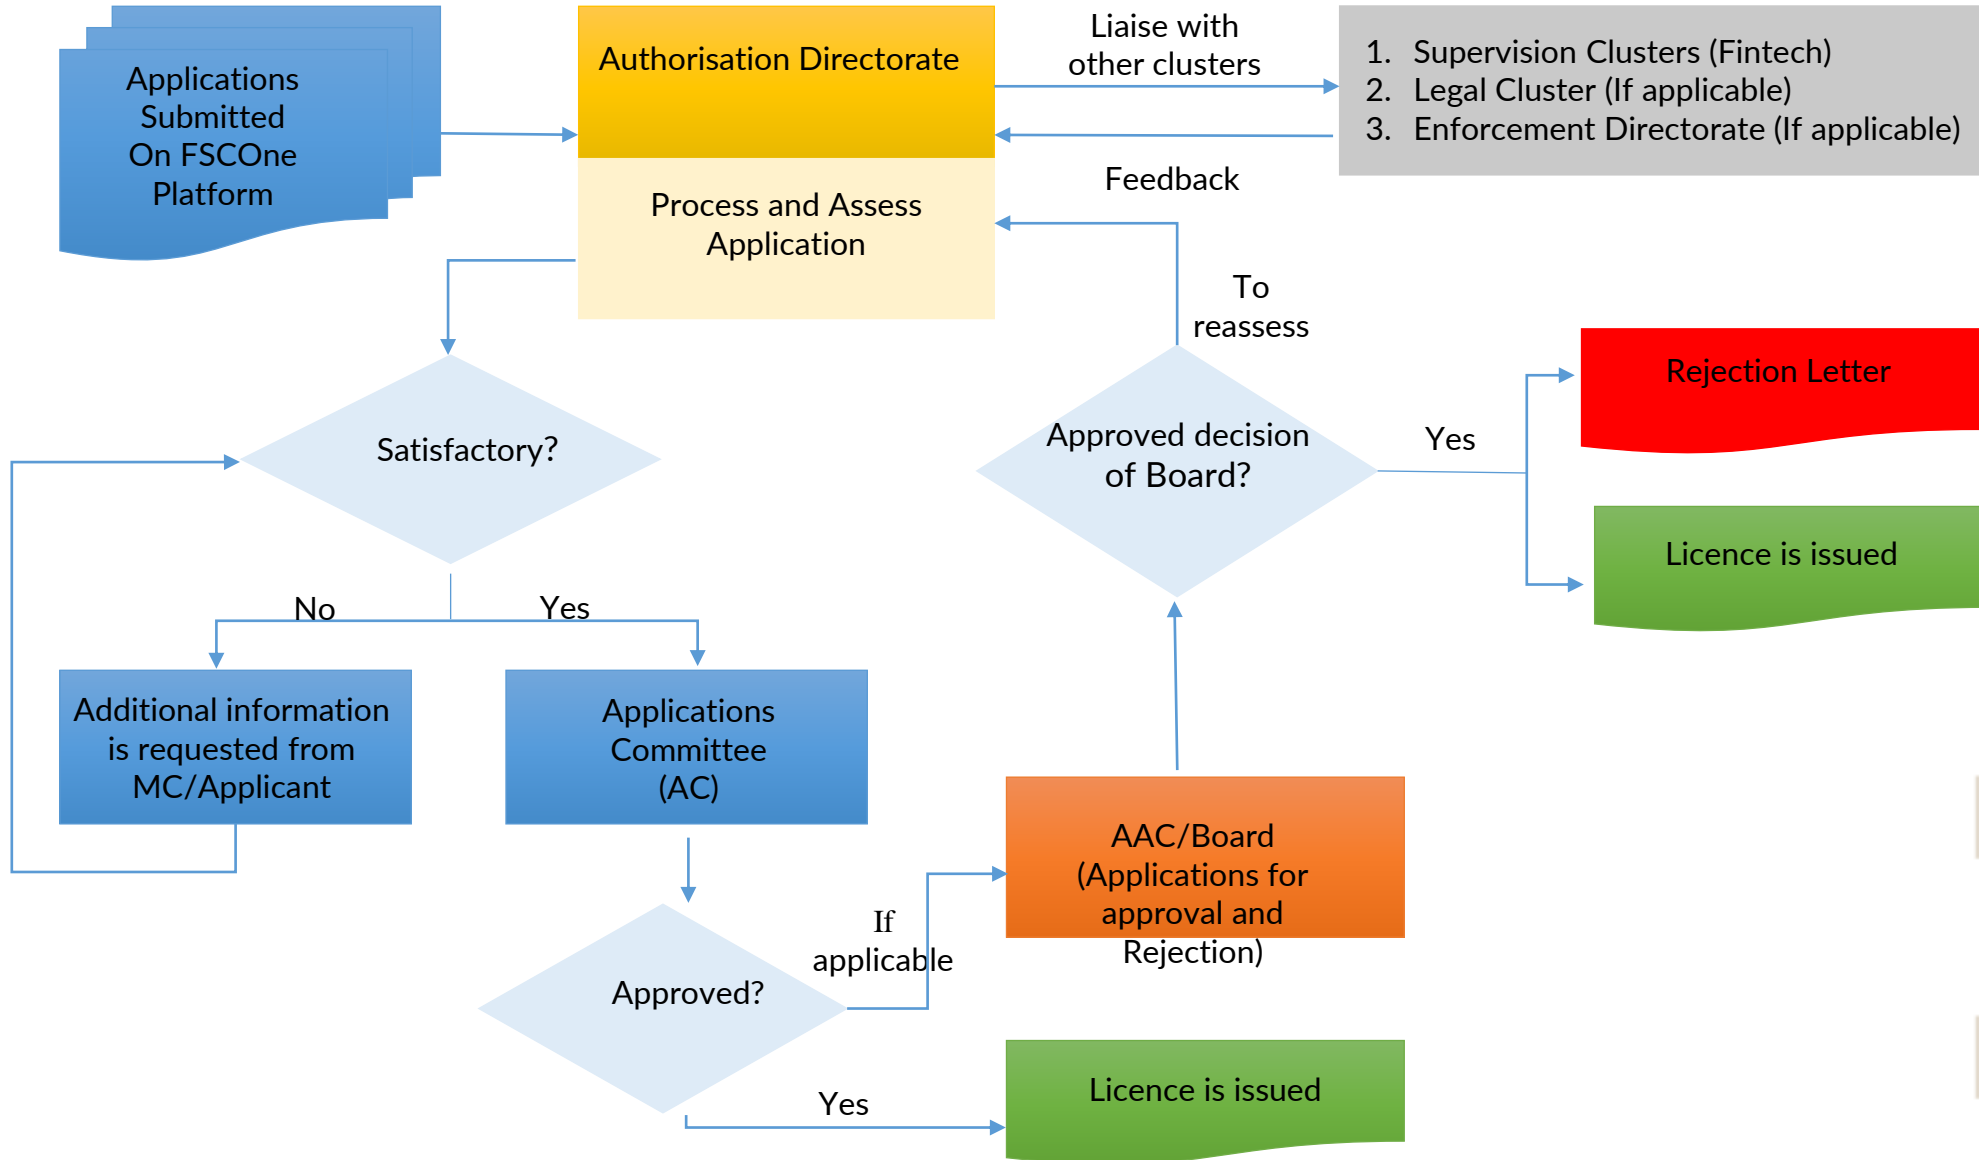 Applications
Submitted
On FSCOne
Platform
Authorisation Directorate
Liaise with
other clusters
1. Supervision Clusters (Fintech)
2. Legal Cluster (If applicable)
3. Enforcement Directorate (If applicable)
Feedback
Process and Assess
Application
To
reassess
Rejection Letter
Satisfactory?
Approved decision
of Board?
Yes
Licence is issued
No
Yes
Additional information
is requested from
MC/Applicant
Applications
Committee
(AC)
AAC/Board
(Applications for
approval and
Rejection)
If
applicable
Approved?
Yes
Licence is issued